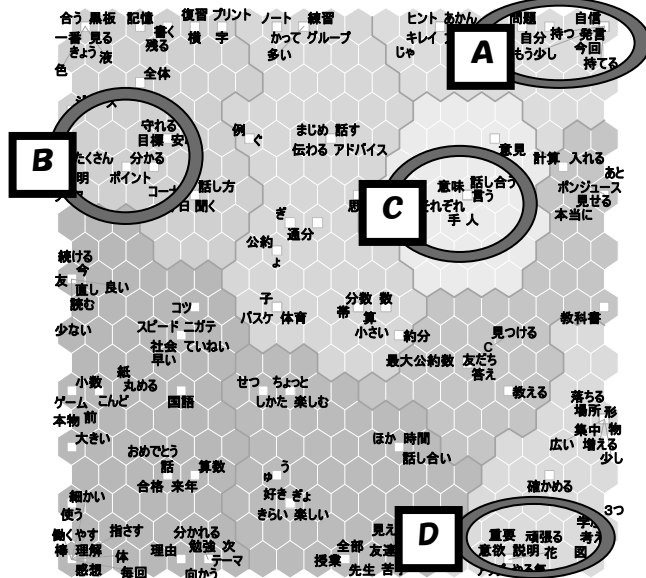 合う 黒板 記憶 復習 プリント ノート 練習 ヒント あかん 問題 自信
一番 見る 書く 横 字 かって グループ キレイ 自分 持つ 発言
きょう 液 残る 多い じゃ もう少し 今回
色 持てる
A
全体
守れる 例 ぐ まじめ 話す
目標 伝わる アドバイス 意見
B
たくさん 分かる 計算 入れる
ポイント あと
話し方 意味 話し合う ポンジュース
聞く C 言う 見せる
手 人 本当に
ぎ
通分
公約
ょ
続ける
今
友 直し 良い
読む
子 分数 数
コツ バスケ 体育 帯 算 教科書
少ない スピード ニガテ 小さい 約分 見つける
社会 ていねい C
早い 最大公約数 友だち
答え
紙
小数 丸める せつ ちょっと 教える
ゲーム こんど 国語 しかた 楽しむ 落ちる
本物 前 場所 形
大きい 集中 物
ほか 時間 広い 増える
おめでとう 話し合い 少し
話 算数 う
合格 来年 ゅ 確かめる
細かい 好き ぎょ
使う きらい 楽しい 3つ
D
働く やす 指さす 分かれる 重要 頑張る
棒 理解 体 理由 勉強 次 全部 意欲 説明 花 図
感想 毎回 向かう テーマ 授業 先生